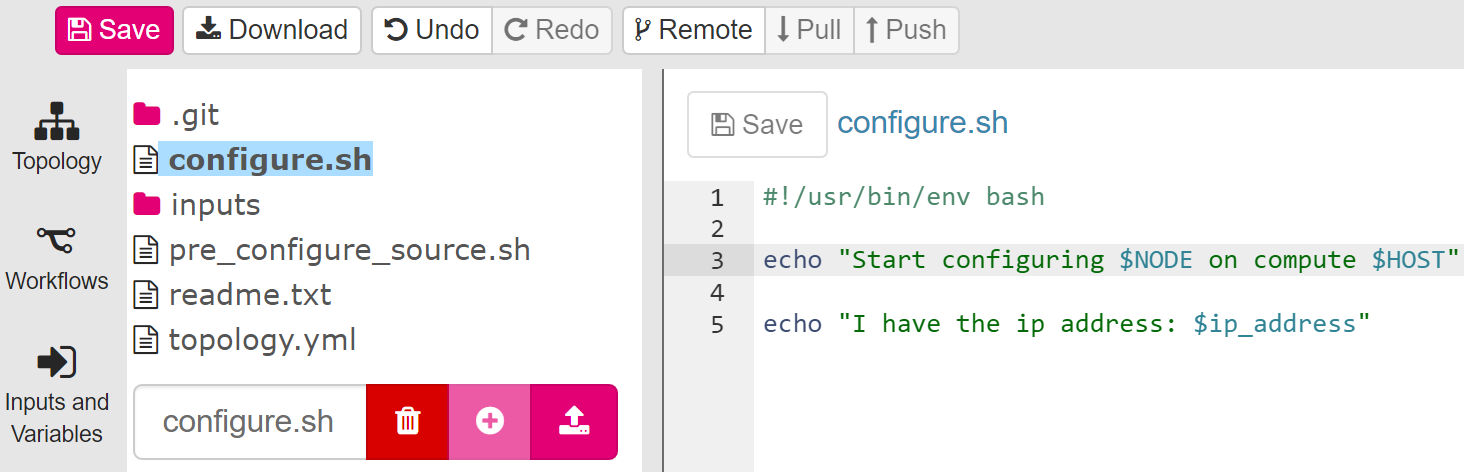 Save Download Undo Redo Remote Pull Push
Topology
Workflows
Inputs and
Variables
.git
configure.sh
inputs
pre_configure_source.sh
readme.txt
topology.yml
configure.sh
Save configure.sh
1 #!/usr/bin/env bash
2
3 echo "Start configuring $NODE on compute $HOST"
4
5 echo "I have the ip address: $ip_address"